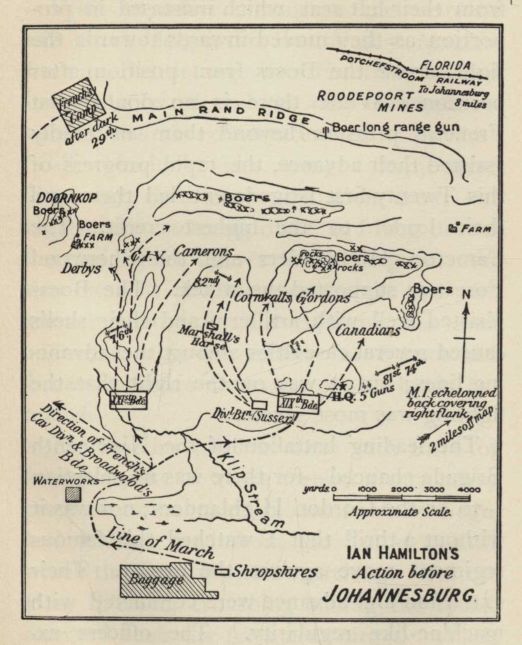 FLORIDA
POTCHEFSTROOM RAILWAY
To Johannesburg
8 miles
ROODEPOORT
MINES
French's
Camp
after dark
29th
MAIN RAND RIDGE
Boer long range gun
DOORNKOP
Boers
Boers
FARM
Boers
FARM
Derbys
C.I.V.
Camerons
82nd
rocks
Boers
rocks
Boers
Cornwalls
Gordons
Marshall's
Horse
Canadians
N
76th
XXIst Bde
Divl. Btn. (Sussex)
XIXth Bde
H.Q.
5" Guns
81st
74th
M.I. echelonned
back covering
right flank
2 miles off map
Direction of French's
Cav. Divn & Broadwood's
Bde
WATERWORKS
Klip Stream
yards 0 1000 2000 3000 4000
Approximate Scale.
Line of March
Baggage
Shropshires
IAN HAMILTON'S
Action before
JOHANNESBURG.